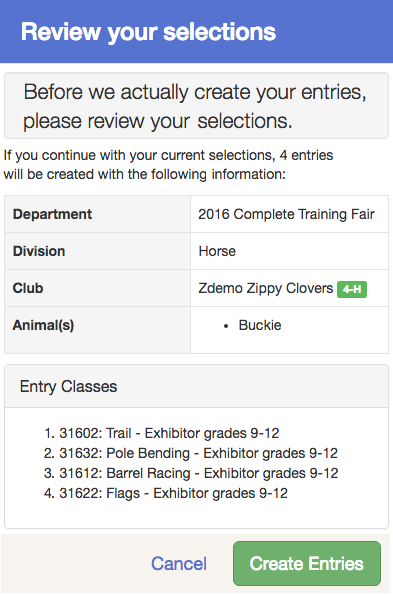 Review your selections
Before we actually create your entries,
please review your selections.
If you continue with your current selections, 4 entries
will be created with the following information:
Department 2016 Complete Training Fair
Division Horse
Club Zdemo Zippy Clovers 4-H
Animal(s) • Buckie
Entry Classes
1. 31602: Trail - Exhibitor grades 9-12
2. 31632: Pole Bending - Exhibitor grades 9-12
3. 31612: Barrel Racing - Exhibitor grades 9-12
4. 31622: Flags - Exhibitor grades 9-12
Cancel Create Entries